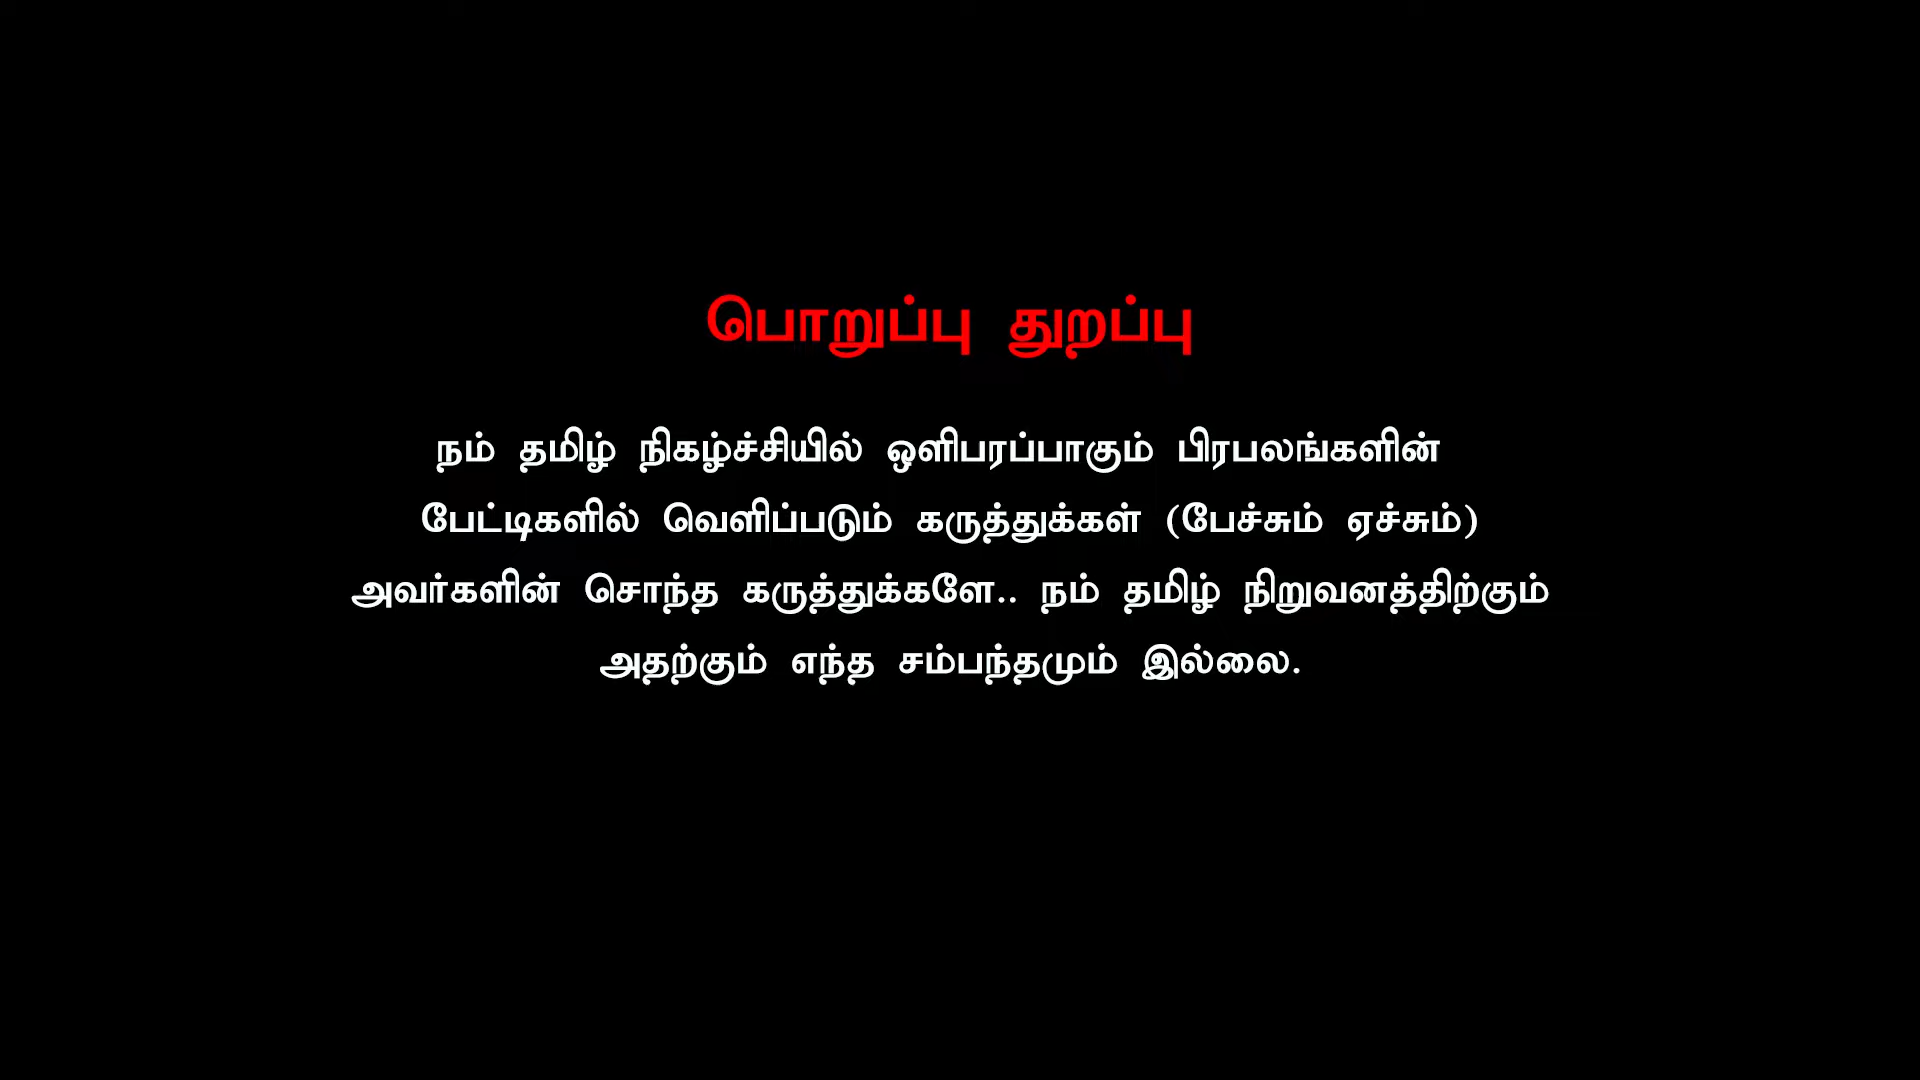 பொறுப்பு துறப்பு
நம் தமிழ் நிகழ்ச்சியில் ஒளிபரப்பாகும் பிரபலங்களின்
பேட்டிகளில் வெளிப்படும் கருத்துக்கள் (பேச்சும் ஏச்சும்)
அவர்களின் சொந்த கருத்துக்களே.. நம் தமிழ் நிறுவனத்திற்கும்
அதற்கும் எந்த சம்பந்தமும் இல்லை.